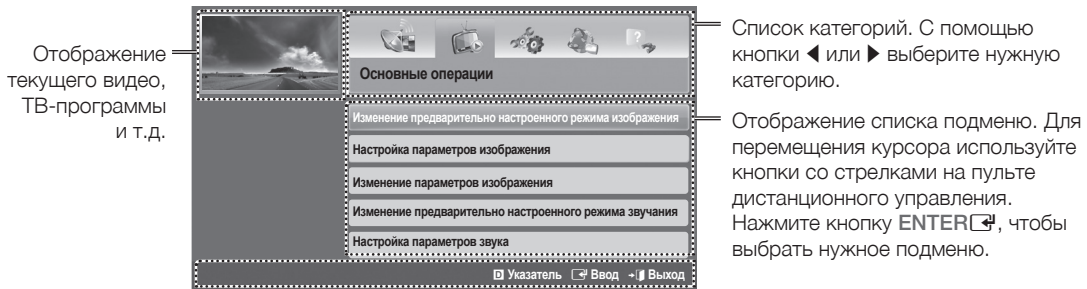 Отображение
текущего видео,
ТВ-программы
и т.д.
Основные операции
Изменение предварительно настроенного режима изображения
Настройка параметров изображения
Изменение параметров изображения
Изменение предварительно настроенного режима звучания
Настройка параметров звука
D Указатель Ввод Выход
Список категорий. С помощью
кнопки ◀ или ▶ выберите нужную
категорию.
Отображение списка подменю. Для
перемещения курсора используйте
кнопки со стрелками на пульте
дистанционного управления.
Нажмите кнопку ENTER, чтобы
выбрать нужное подменю.